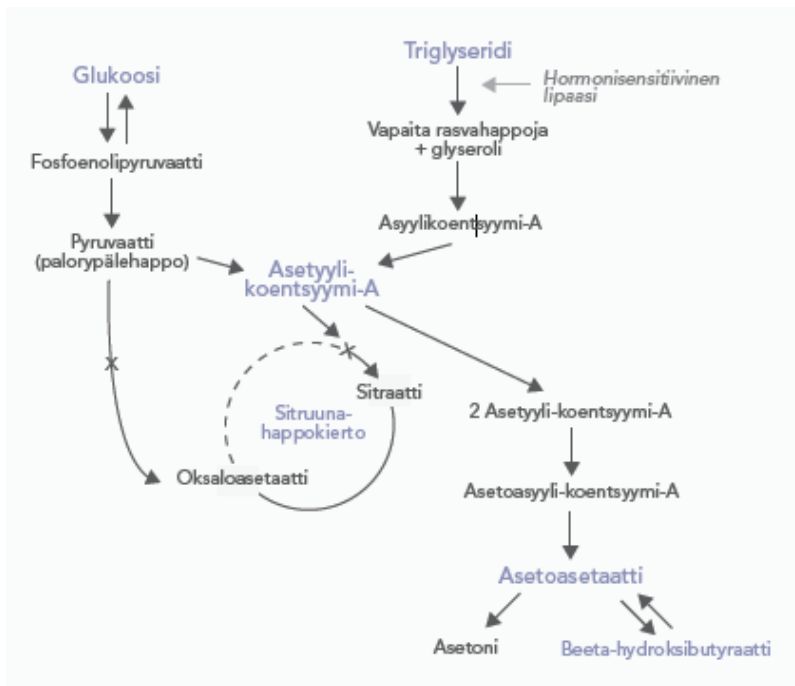 Triglyseridi
Glukoosi
Hormonisensitiivinen
lipaasi
Vapaita rasvahappoja
+ glyseroli
Fosfoenolipyruvaatti
Asyylikoentsyymi-A
Pyruvaatti
(palorypälehappo)
Asetyyli-
koentsyymi-A
Sitraatti
2 Asetyyli-koentsyymi-A
Sitruuna-
happokierto
Oksaloasetaatti
Asetoasyyli-koentsyymi-A
Asetoasetaatti
Asetoni
Beeta-hydroksibutyraatti